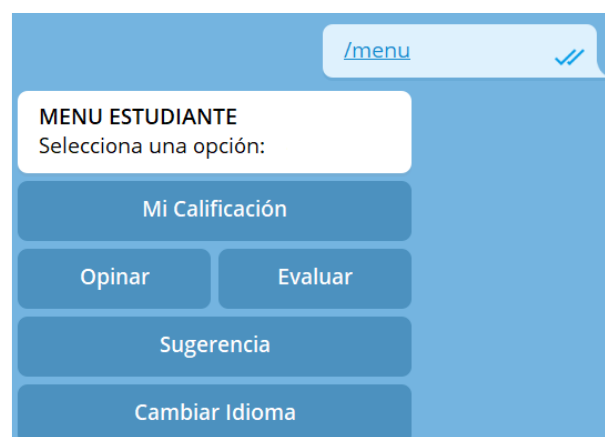 /menu
MENU ESTUDIANTE
Selecciona una opción:
Mi Calificación
Opinar Evaluar
Sugerencia
Cambiar Idioma